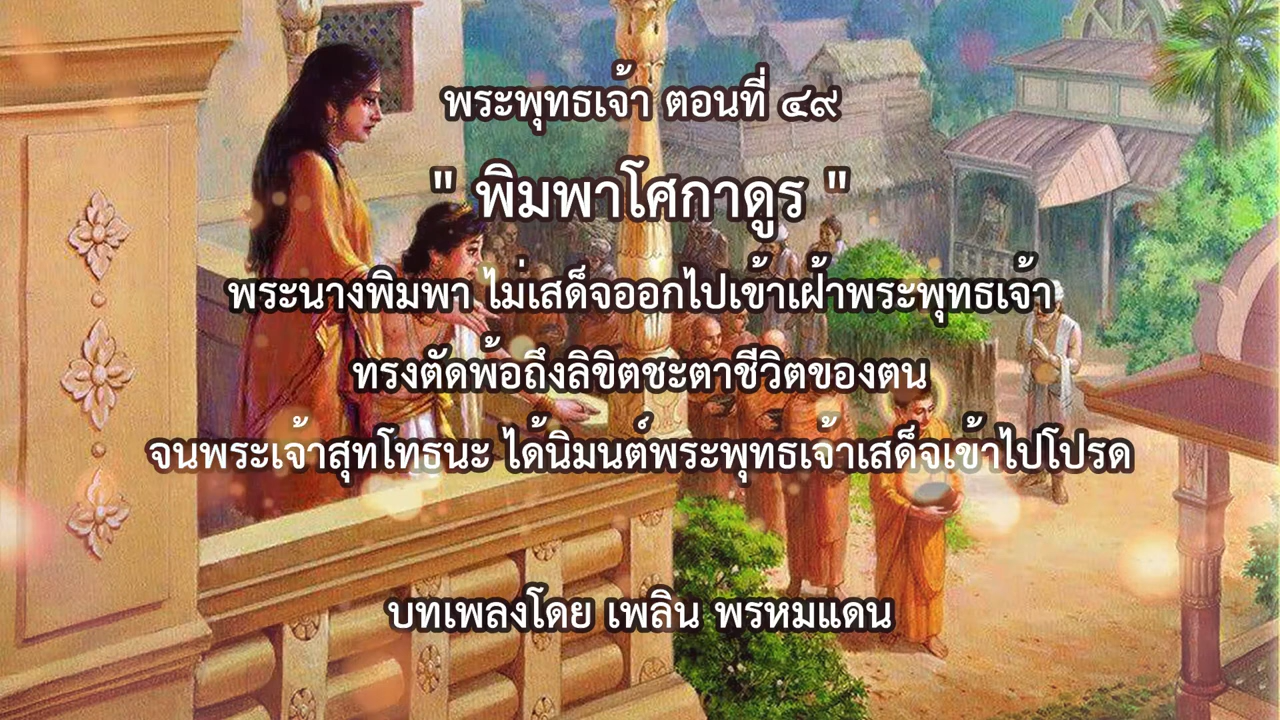 พระพุทธเจ้า ตอนที่ ๔๙
" พิมพาโศกาดูร "
พระนางพิมพา ไม่เสด็จออกไปเข้าเฝ้าพระพุทธเจ้า
ทรงตัดพ้อถึงลิขิตชะตาชีวิตของตน
จนพระเจ้าสุทโทธนะ ได้นิมนต์พระพุทธเจ้าเสด็จเข้าไปโปรด
บทเพลงโดย เพลิน พรหมแดน